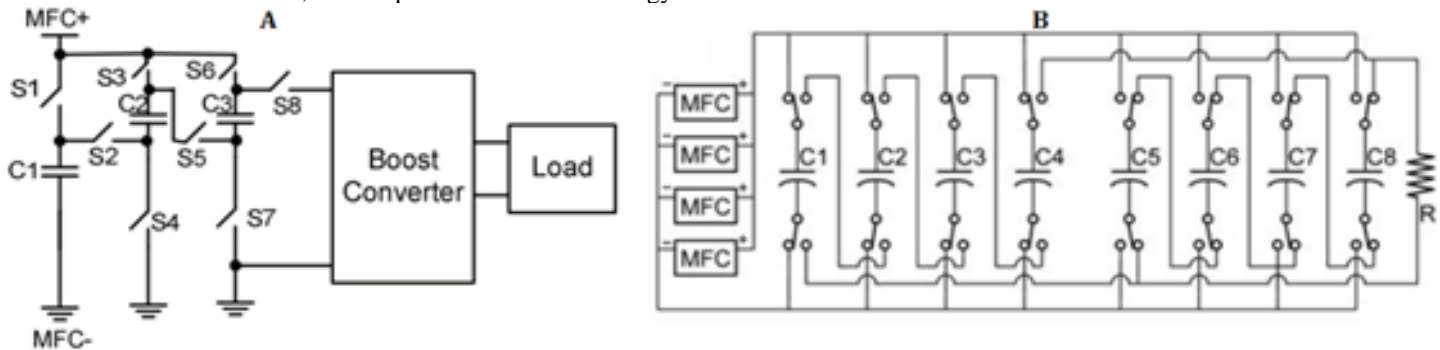 MFC+
A
B
S1
S3
S6
C2
C3
S8
S2
S5
C1
S4
S7
Boost
Converter
Load
MFC-
- MFC +
- MFC +
- MFC +
- MFC +
C1
C2
C3
C4
C5
C6
C7
C8
R